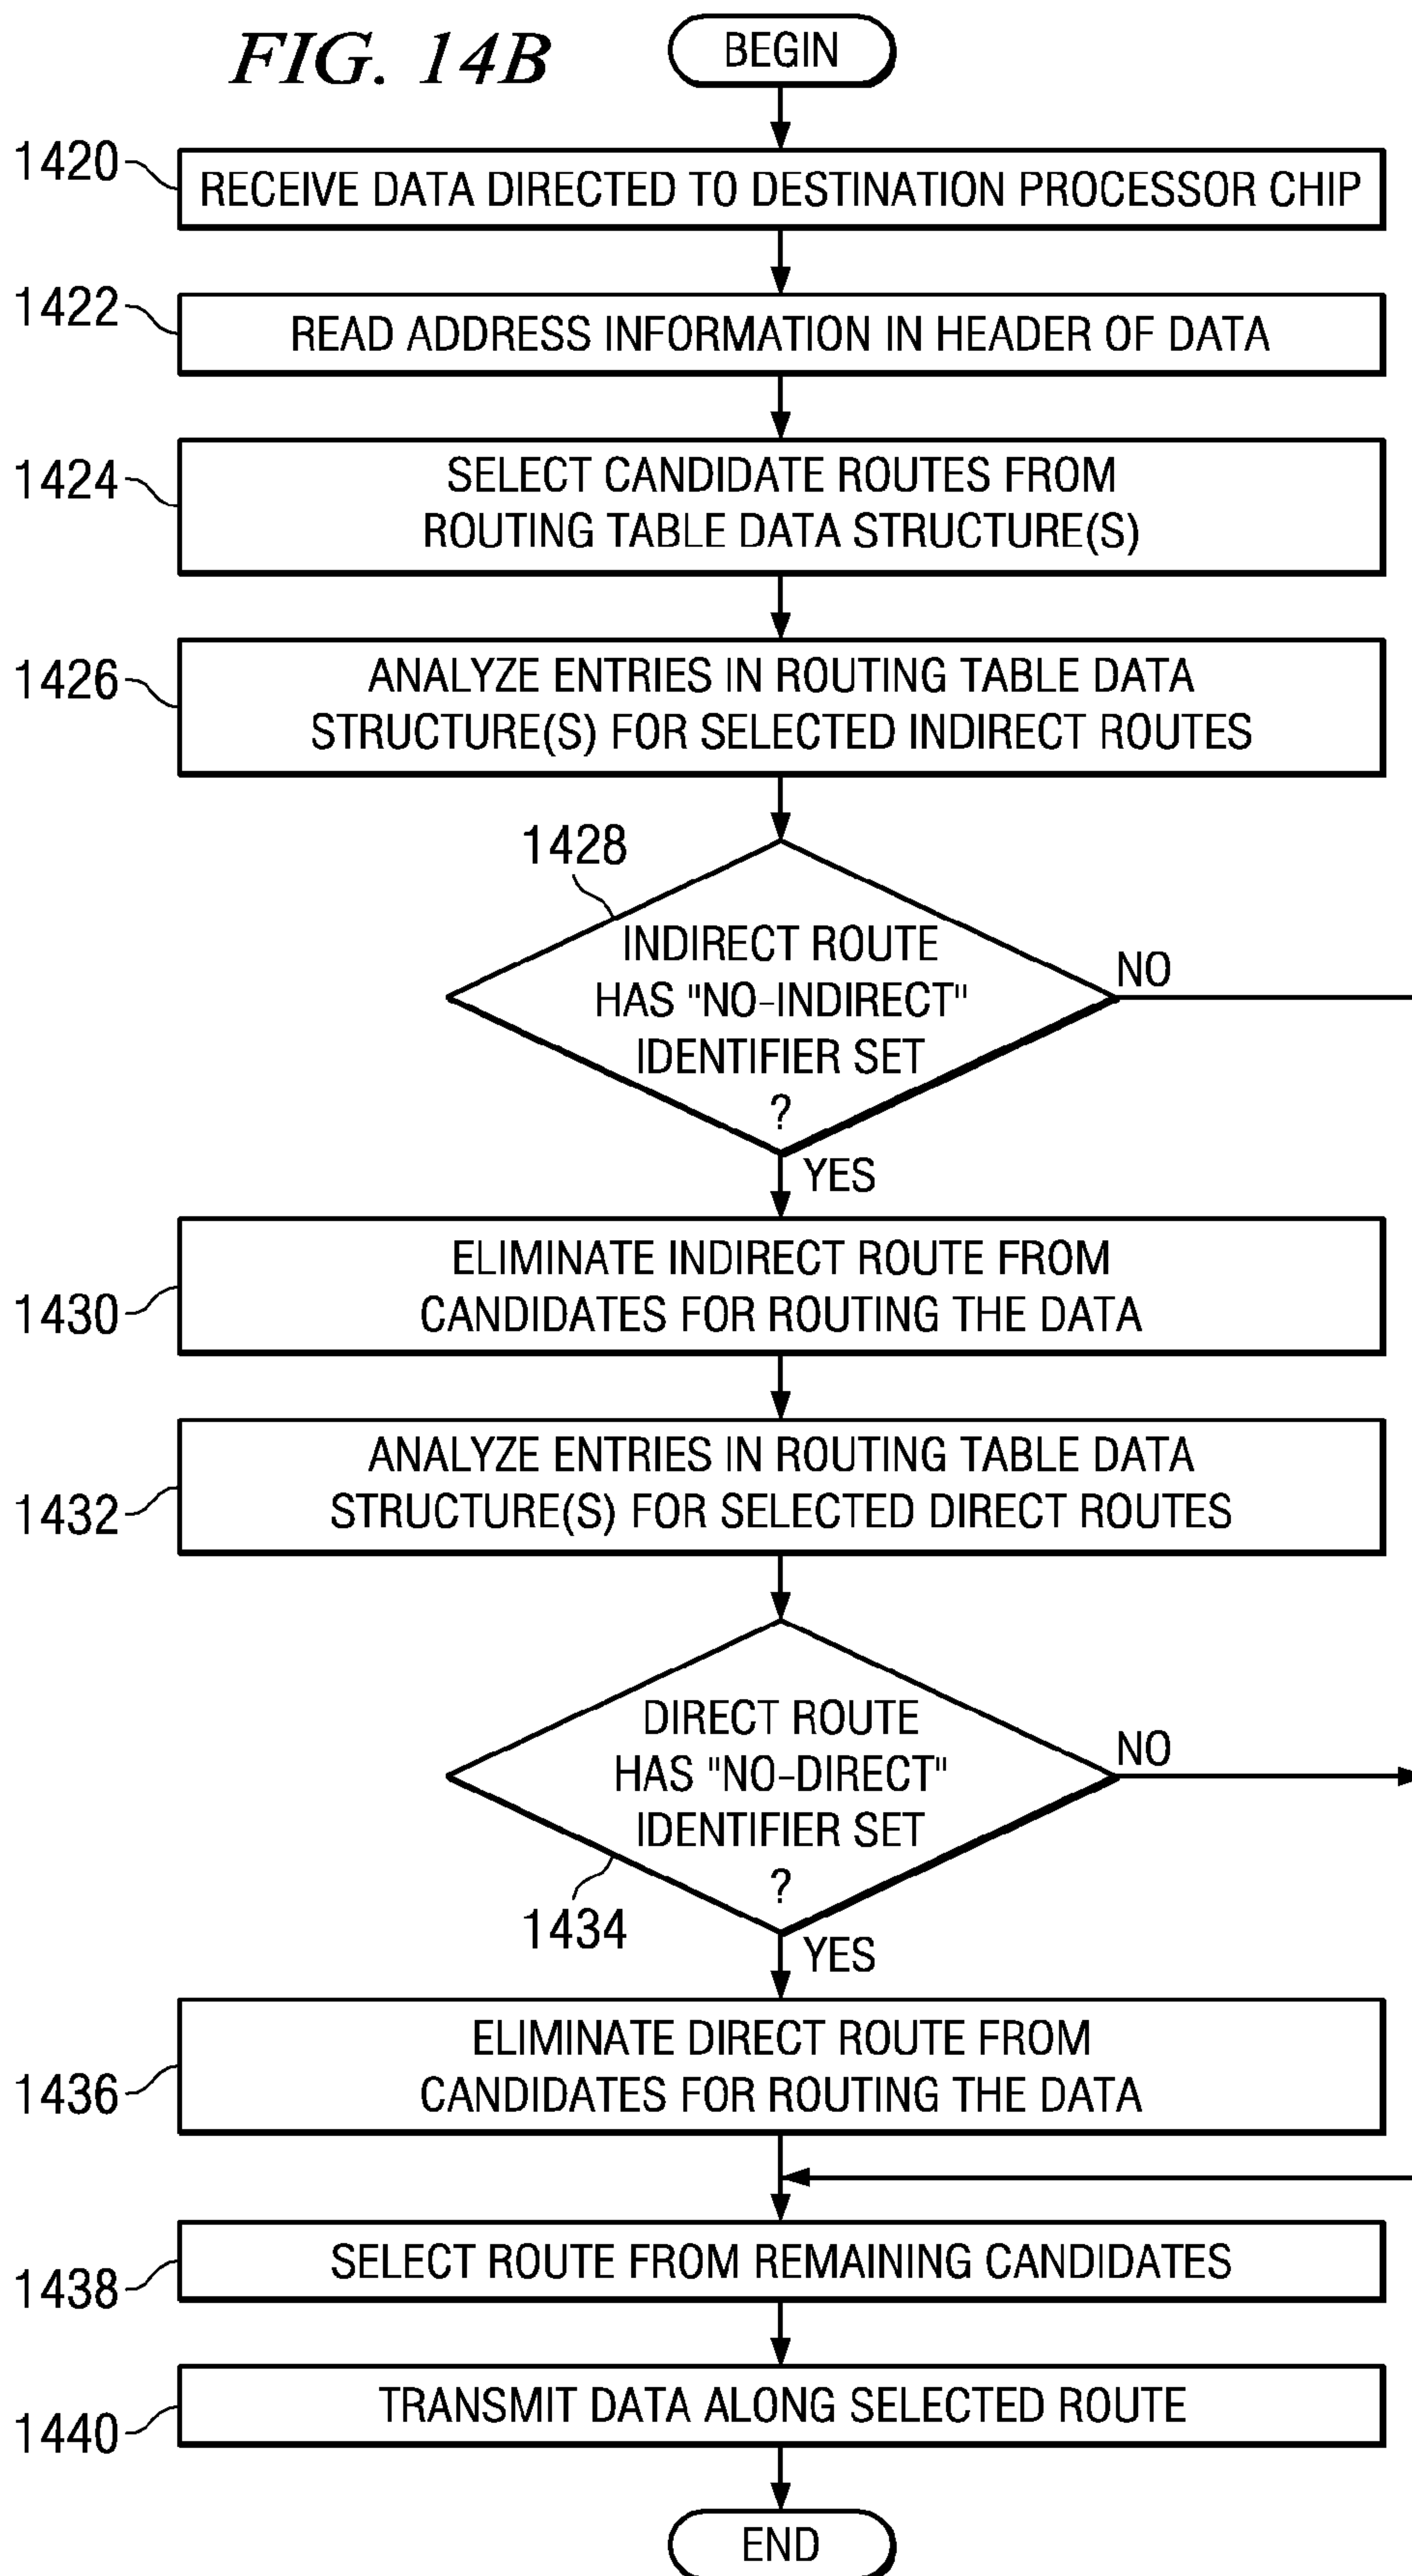 FIG. 14B
BEGIN
1420
RECEIVE DATA DIRECTED TO DESTINATION PROCESSOR CHIP
1422
READ ADDRESS INFORMATION IN HEADER OF DATA
1424
SELECT CANDIDATE ROUTES FROM
ROUTING TABLE DATA STRUCTURE(S)
1426
ANALYZE ENTRIES IN ROUTING TABLE DATA
STRUCTURE(S) FOR SELECTED INDIRECT ROUTES
1428
INDIRECT ROUTE
HAS "NO-INDIRECT"
IDENTIFIER SET
?
NO
YES
1430
ELIMINATE INDIRECT ROUTE FROM
CANDIDATES FOR ROUTING THE DATA
1432
ANALYZE ENTRIES IN ROUTING TABLE DATA
STRUCTURE(S) FOR SELECTED DIRECT ROUTES
DIRECT ROUTE
HAS "NO-DIRECT"
IDENTIFIER SET
?
NO
1434
YES
1436
ELIMINATE DIRECT ROUTE FROM
CANDIDATES FOR ROUTING THE DATA
1438
SELECT ROUTE FROM REMAINING CANDIDATES
1440
TRANSMIT DATA ALONG SELECTED ROUTE
END